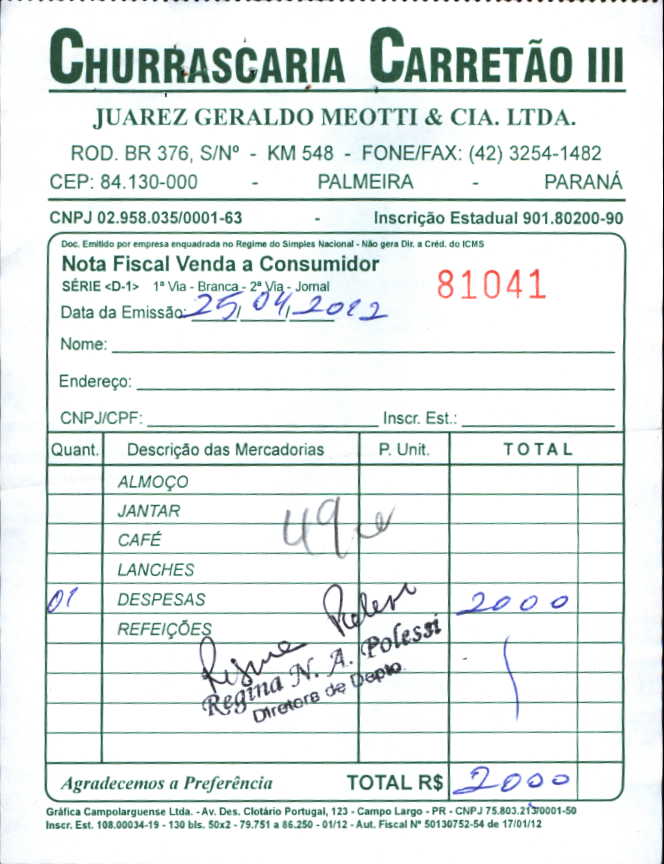 CHURRASCARIA CARRETÃO III
JUAREZ GERALDO MEOTTI & CIA. LTDA.
ROD. BR 376, S/Nº - KM 548 - FONE/FAX: (42) 3254-1482
CEP: 84.130-000 - PALMEIRA - PARANÁ
CNPJ 02.958.035/0001-63 - Inscrição Estadual 901.80200-90
Doc. Emitido por empresa enquadrada no Regime do Simples Nacional - Não gera Dir. a Créd. do ICMS
Nota Fiscal Venda a Consumidor
SÉRIE <D-1> 1ª Via - Branca - 2ª Via - Jornal
81041
Data da Emissão: 25/04/2012
Nome:
Endereço:
CNPJ/CPF: Inscr. Est.:
Quant. Descrição das Mercadorias P. Unit. TOTAL
ALMOÇO
JANTAR
49
CAFÉ
LANCHES
01 DESPESAS 2000
REFEIÇÕES
Regina N. A. Polessi
Diretora de Depto
Agradecemos a Preferência TOTAL R$ 2000
Gráfica Campolarguense Ltda. - Av. Des. Clotário Portugal, 123 - Campo Largo - PR - CNPJ 75.803.213/0001-50
Inscr. Est. 108.00034-19 - 130 bls. 50x2 - 79.751 a 86.250 - 01/12 - Aut. Fiscal Nº 50130752-54 de 17/01/12